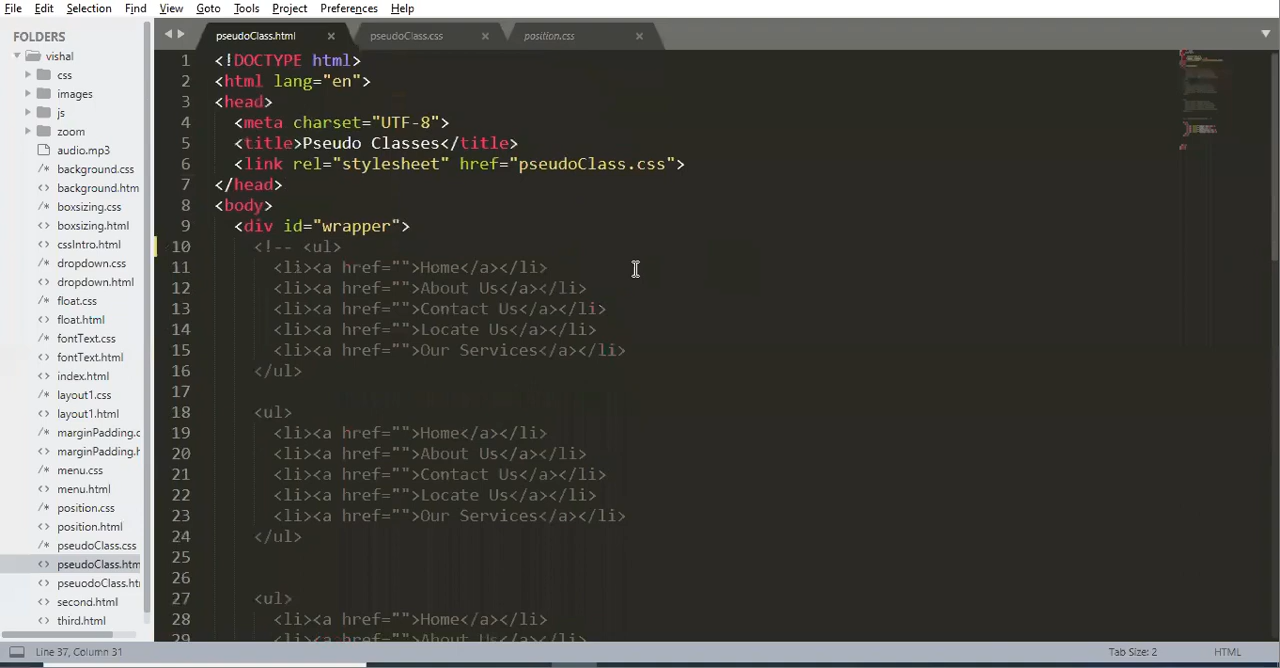 File Edit Selection Find View Goto Tools Project Preferences Help
FOLDERS
vishal
css
images
js
zoom
audio.mp3
background.css
background.htm
boxsizing.css
boxsizing.html
cssIntro.html
dropdown.css
dropdown.html
float.css
float.html
fontText.css
fontText.html
index.html
layout1.css
layout1.html
marginPadding.c
marginPadding.h
menu.css
menu.html
position.css
position.html
pseudoClass.css
pseudoClass.htm
pseuodoClass.htr
second.html
third.html
pseudoClass.html × pseudoClass.css × position.css ×
1 <!DOCTYPE html>
2 <html lang="en">
3 <head>
4 <meta charset="UTF-8">
5 <title>Pseudo Classes</title>
6 <link rel="stylesheet" href="pseudoClass.css">
7 </head>
8 <body>
9 <div id="wrapper">
10 <!-- <ul>
11 <li><a href="">Home</a></li>
12 <li><a href="">About Us</a></li>
13 <li><a href="">Contact Us</a></li>
14 <li><a href="">Locate Us</a></li>
15 <li><a href="">Our Services</a></li>
16 </ul>
17
18 <ul>
19 <li><a href="">Home</a></li>
20 <li><a href="">About Us</a></li>
21 <li><a href="">Contact Us</a></li>
22 <li><a href="">Locate Us</a></li>
23 <li><a href="">Our Services</a></li>
24 </ul>
25
26
27 <ul>
28 <li><a href="">Home</a></li>
29 <li><a href="">About Us</a></li>
Line 37, Column 31 Tab Size: 2 HTML